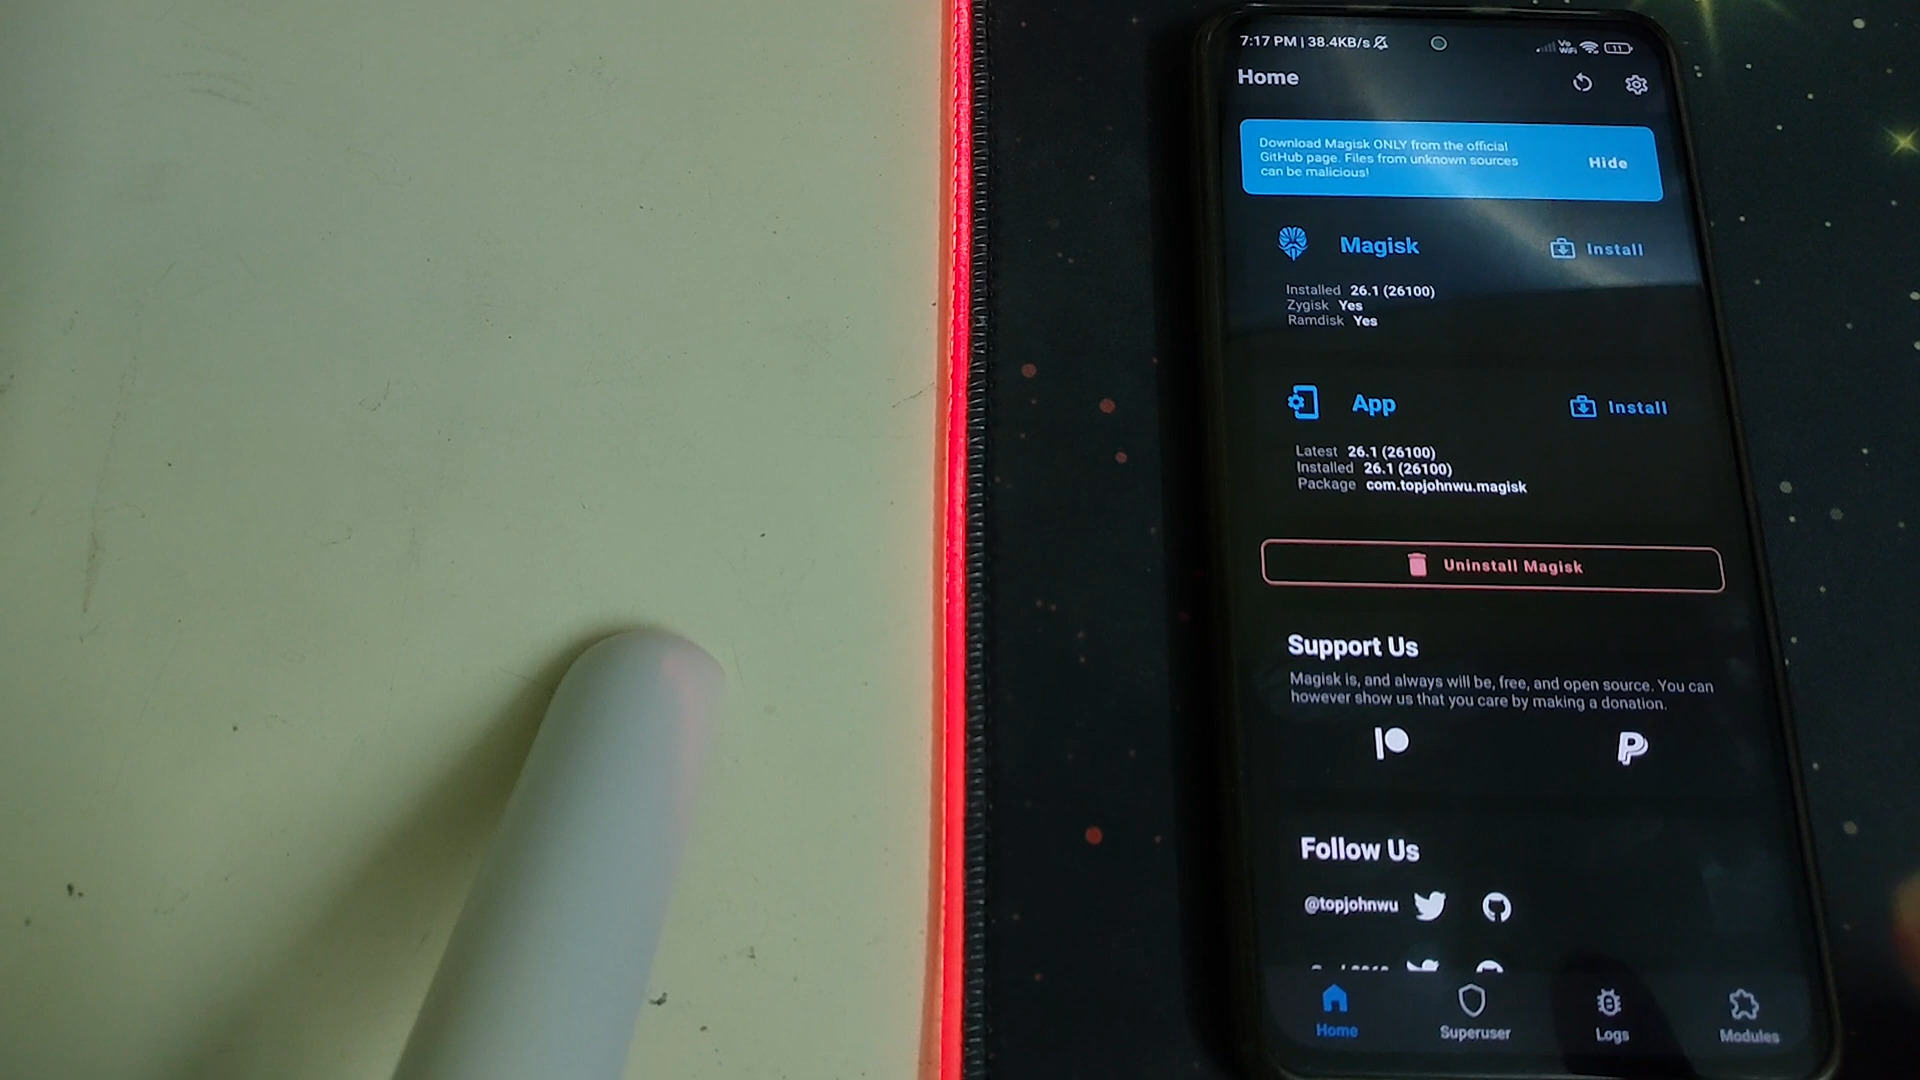 7:17 PM | 38.4KB/s
Vo
WiFi
11
Home
Download Magisk ONLY from the official
GitHub page. Files from unknown sources
can be malicious!
Hide
Magisk
Install
Installed 26.1 (26100)
Zygisk Yes
Ramdisk Yes
App
Install
Latest 26.1 (26100)
Installed 26.1 (26100)
Package com.topjohnwu.magisk
Uninstall Magisk
Support Us
Magisk is, and always will be, free, and open source. You can
however show us that you care by making a donation.
Follow Us
@topjohnwu
Home
Superuser
Logs
Modules